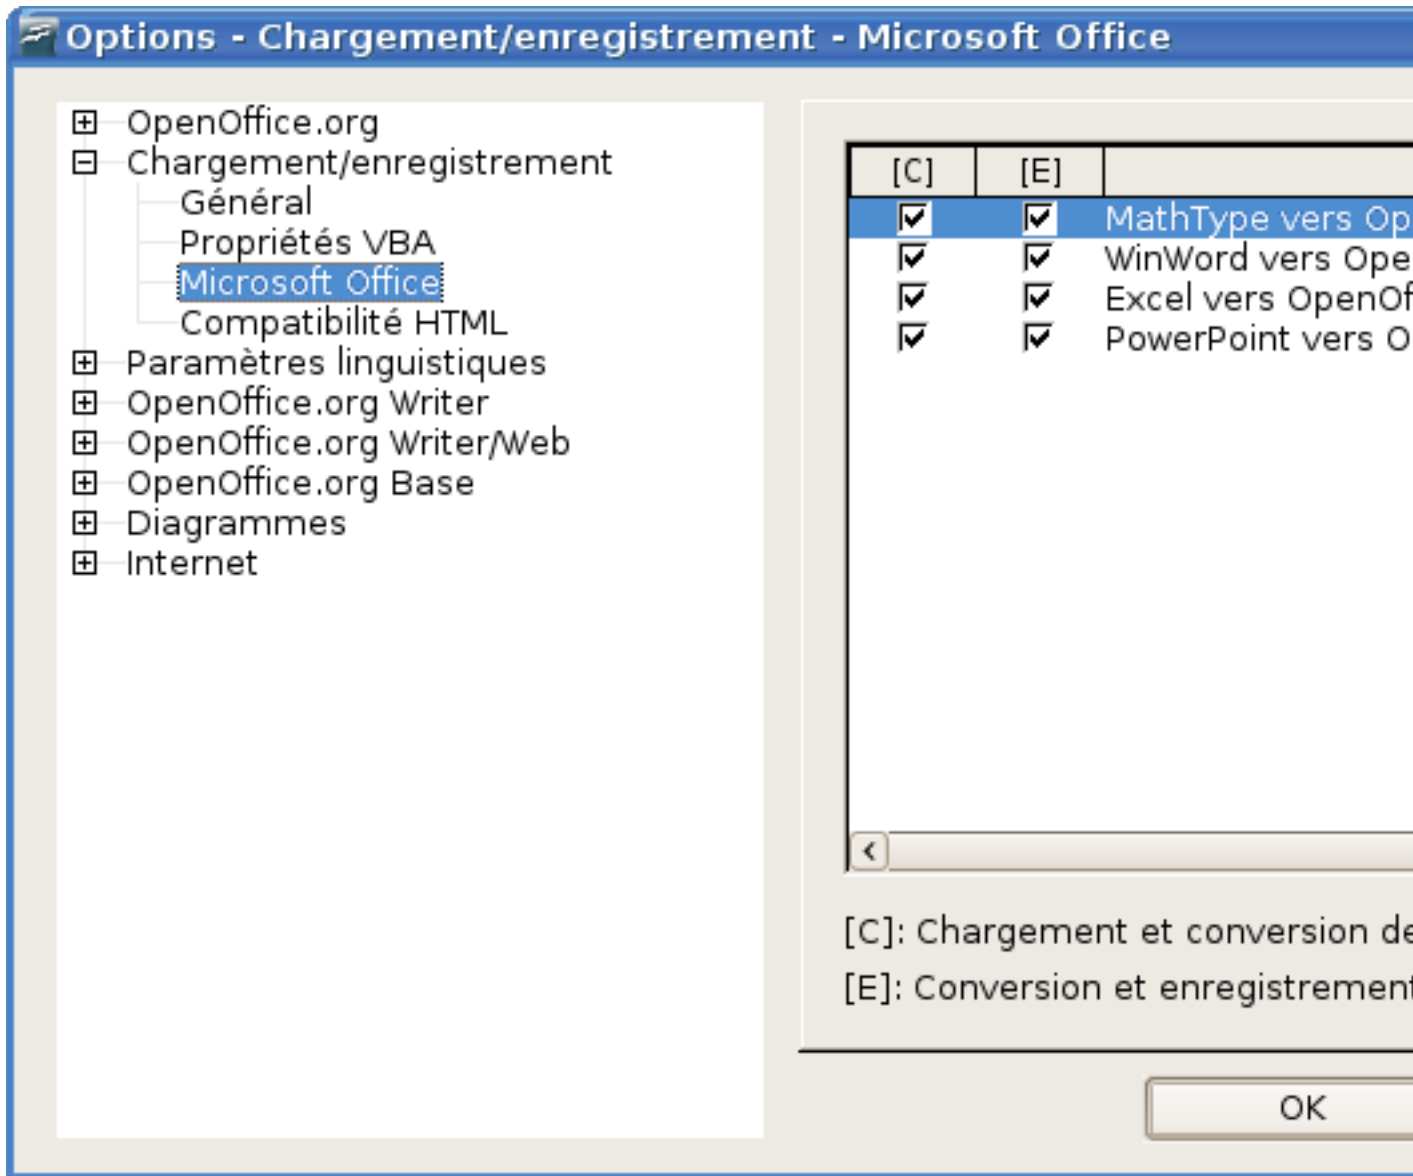 Options - Chargement/enregistrement - Microsoft Office
OpenOffice.org
Chargement/enregistrement
Général
Propriétés VBA
Microsoft Office
Compatibilité HTML
Paramètres linguistiques
OpenOffice.org Writer
OpenOffice.org Writer/Web
OpenOffice.org Base
Diagrammes
Internet
[C] [E]
MathType vers Op
WinWord vers Ope
Excel vers OpenOf
PowerPoint vers O
[C]: Chargement et conversion de
[E]: Conversion et enregistrement
OK